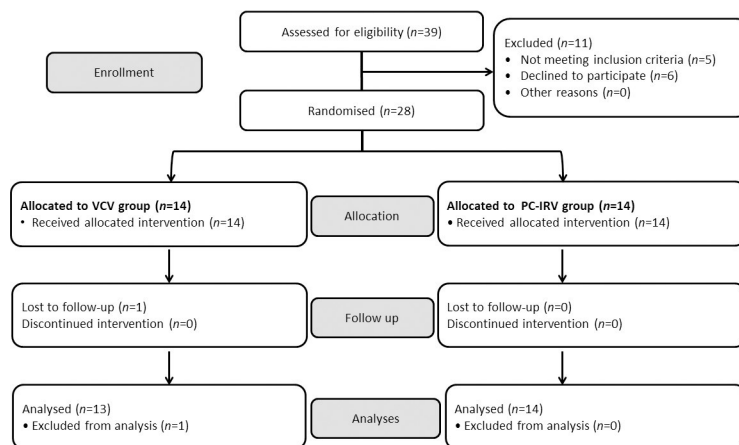 Assessed for eligibility (n=39)
Excluded (n=11)
• Not meeting inclusion criteria (n=5)
• Declined to participate (n=6)
• Other reasons (n=0)
Enrollment
Randomised (n=28)
Allocated to VCV group (n=14)
• Received allocated intervention (n=14)
Allocation
Allocated to PC-IRV group (n=14)
• Received allocated intervention (n=14)
Lost to follow-up (n=1)
Discontinued intervention (n=0)
Follow up
Lost to follow-up (n=0)
Discontinued intervention (n=0)
Analysed (n=13)
• Excluded from analysis (n=1)
Analyses
Analysed (n=14)
• Excluded from analysis (n=0)